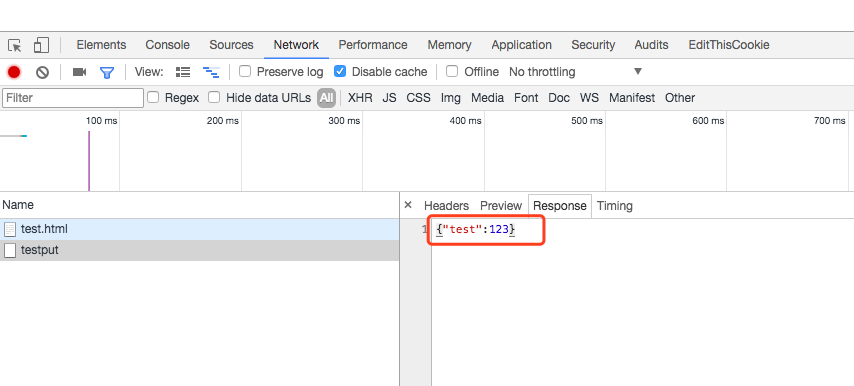 Elements Console Sources Network Performance Memory Application Security Audits EditThisCookie
View: Preserve log Disable cache Offline No throttling
Filter Regex Hide data URLs All XHR JS CSS Img Media Font Doc WS Manifest Other
100 ms 200 ms 300 ms 400 ms 500 ms 600 ms 700 ms
Name × Headers Preview Response Timing
test.html 1 {"test":123}
testput